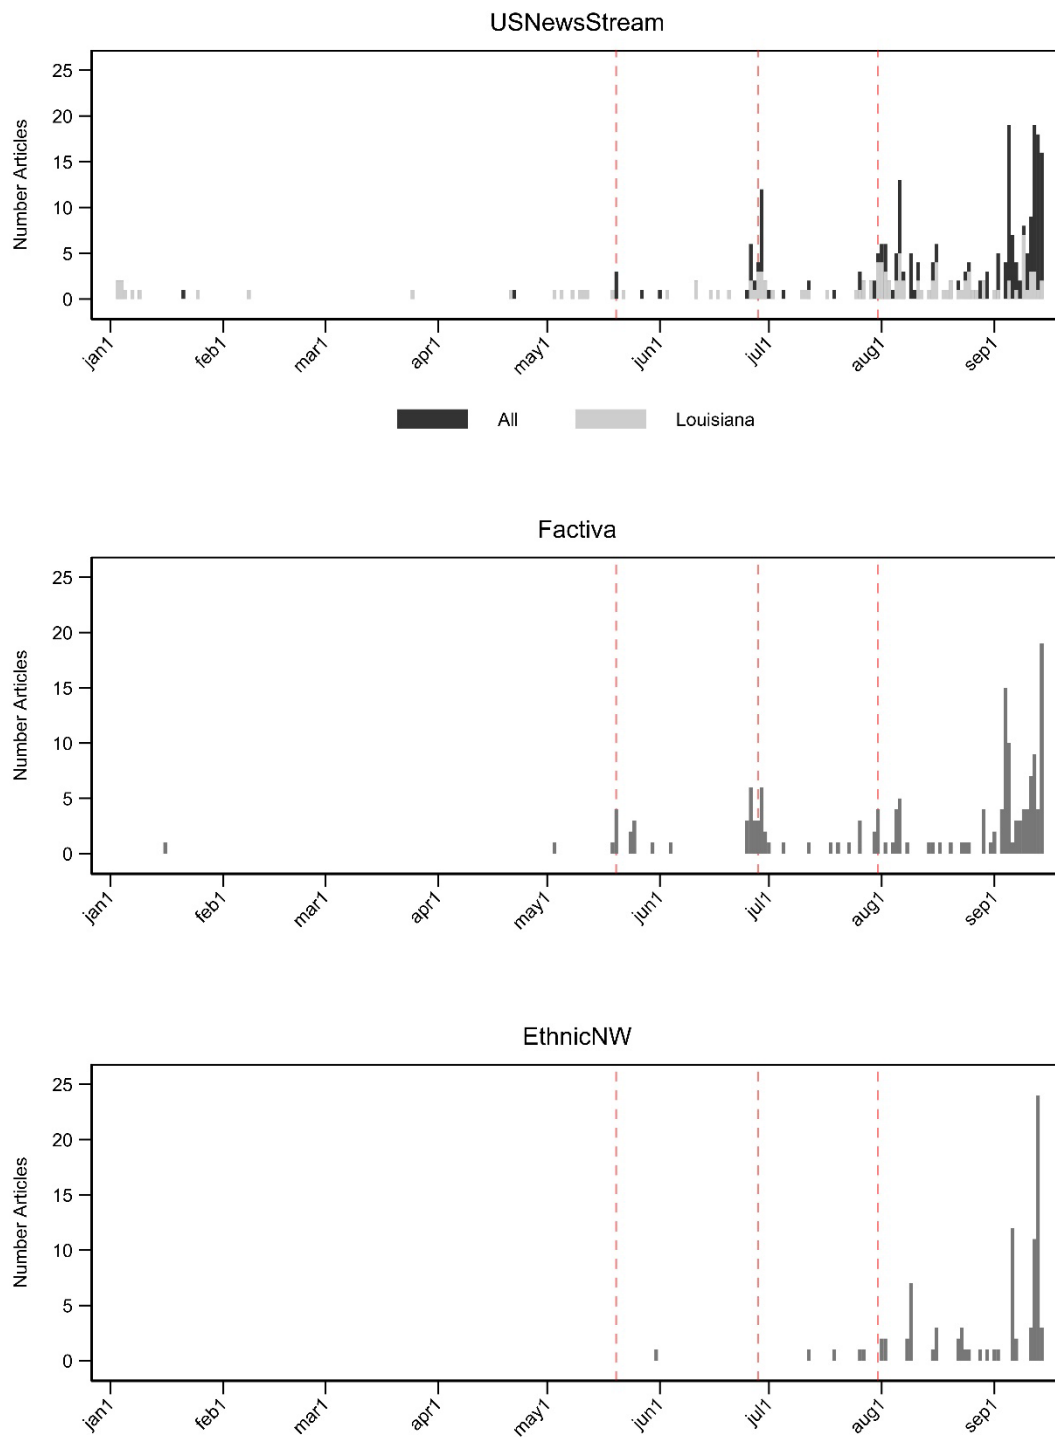 USNewsStream
Number Articles
25
20
15
10
5
0
jan1
feb1
mar1
apr1
may1
jun1
jul1
aug1
sep1
All
Louisiana
Factiva
Number Articles
25
20
15
10
5
0
jan1
feb1
mar1
apr1
may1
jun1
jul1
aug1
sep1
EthnicNW
Number Articles
25
20
15
10
5
0
jan1
feb1
mar1
apr1
may1
jun1
jul1
aug1
sep1